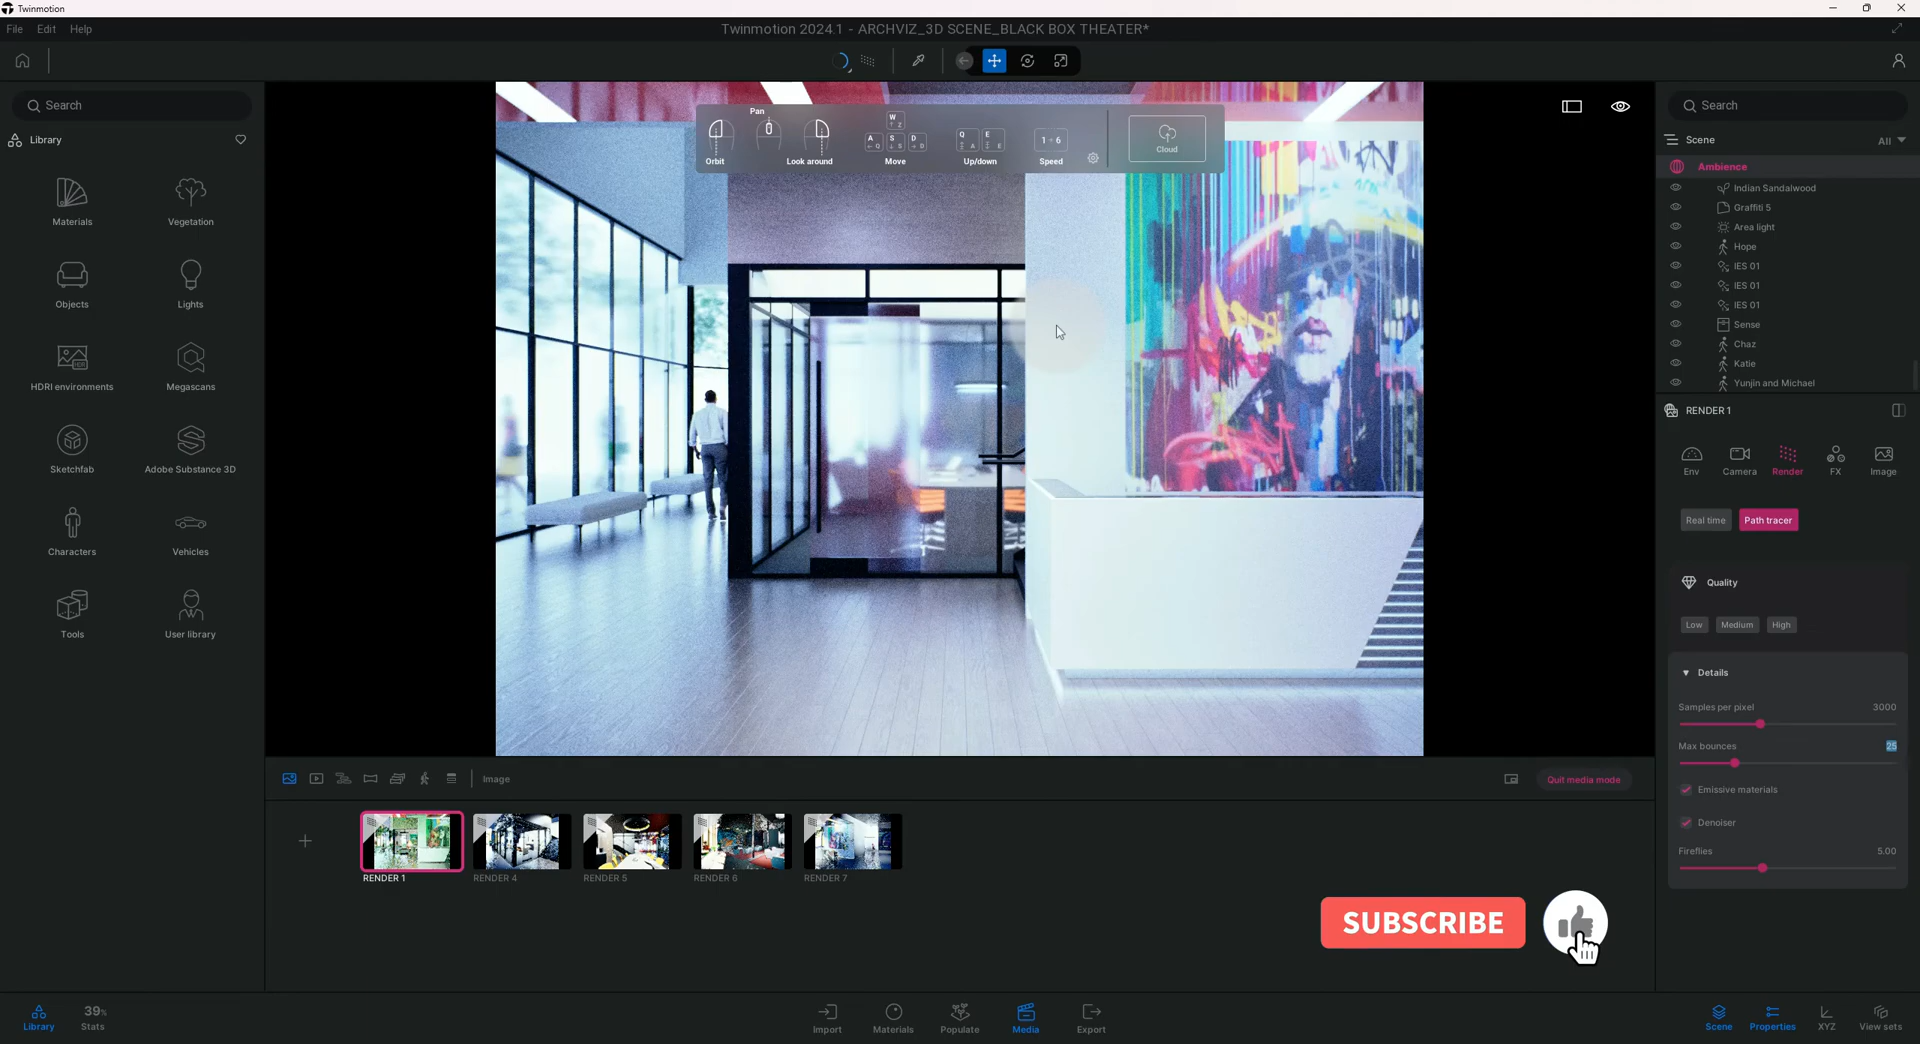 Twinmotion
File Edit Help
Twinmotion 2024.1 - ARCHVIZ_3D SCENE_BLACK BOX THEATER*
Search
Library
Materials
Vegetation
Objects
Lights
HDRI environments
Megascans
Sketchfab
Adobe Substance 3D
Characters
Vehicles
Tools
User library
Pan
Orbit
Look around
W
A S D
Move
Q E
Up/down
1 - 6
Speed
Cloud
Search
Scene
All
Ambience
Indian Sandalwood
Graffiti 5
Area light
Hope
IES 01
IES 01
IES 01
Sense
Chaz
Katie
Yunjin and Michael
RENDER 1
Env Camera Render FX Image
Real time Path tracer
Quality
Low Medium High
Details
Samples per pixel 3000
Max bounces 25
Emissive materials
Denoiser
Fireflies 5.00
Image
Quit media mode
RENDER 1 RENDER 4 RENDER 5 RENDER 6 RENDER 7
SUBSCRIBE
Library
39%
Stats
Import Materials Populate Media Export
Scene Properties XYZ View sets